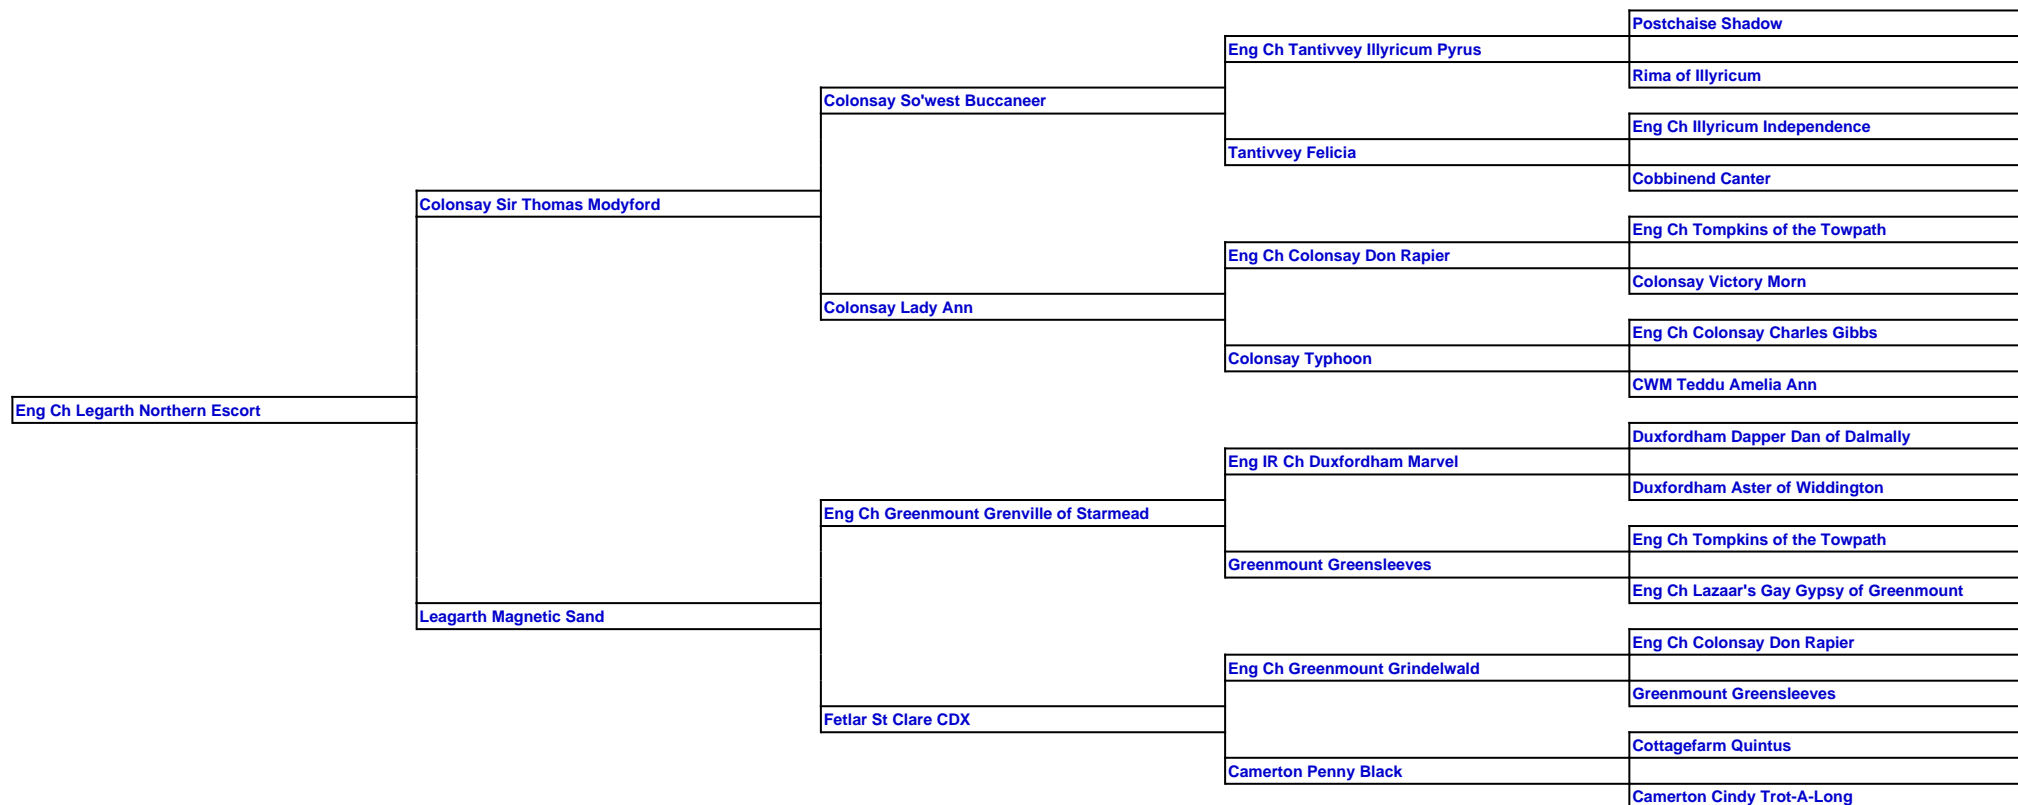 Postchaise Shadow
Eng Ch Tantivvey Illyricum Pyrus
Rima of Illyricum
Colonsay So'west Buccaneer
Eng Ch Illyricum Independence
Tantivvey Felicia
Cobbinend Canter
Colonsay Sir Thomas Modyford
Eng Ch Tompkins of the Towpath
Eng Ch Colonsay Don Rapier
Colonsay Victory Morn
Colonsay Lady Ann
Eng Ch Colonsay Charles Gibbs
Colonsay Typhoon
CWM Teddu Amelia Ann
Eng Ch Legarth Northern Escort
Duxfordham Dapper Dan of Dalmally
Eng IR Ch Duxfordham Marvel
Duxfordham Aster of Widdington
Eng Ch Greenmount Grenville of Starmead
Eng Ch Tompkins of the Towpath
Greenmount Greensleeves
Eng Ch Lazaar's Gay Gypsy of Greenmount
Leagarth Magnetic Sand
Eng Ch Colonsay Don Rapier
Eng Ch Greenmount Grindelwald
Greenmount Greensleeves
Fetlar St Clare CDX
Cottagefarm Quintus
Camerton Penny Black
Camerton Cindy Trot-A-Long